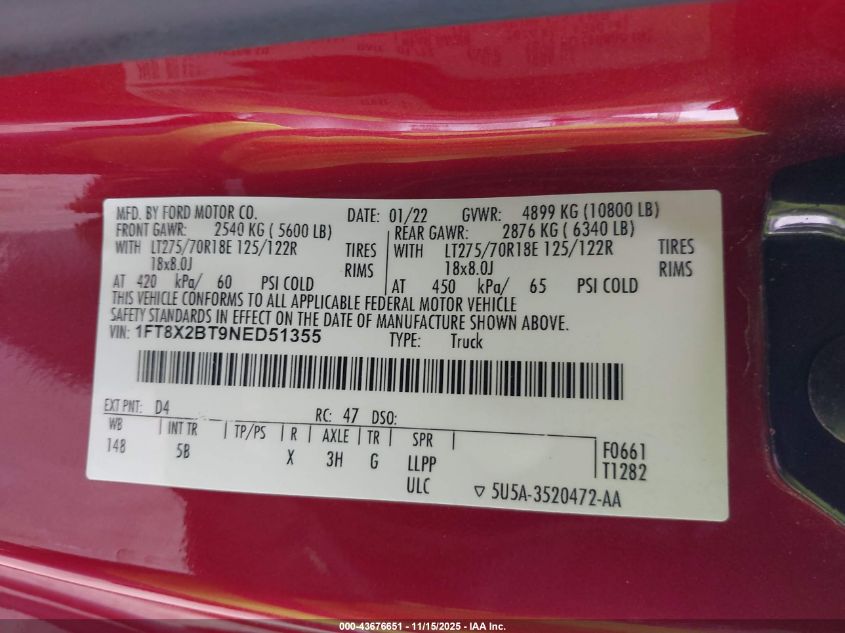 MFD. BY FORD MOTOR CO. DATE: 01/22 GVWR: 4899 KG (10800 LB)
FRONT GAWR: 2540 KG ( 5600 LB) REAR GAWR: 2876 KG ( 6340 LB)
WITH LT275/70R18E 125/122R TIRES WITH LT275/70R18E 125/122R TIRES
18x8.0J RIMS 18x8.0J RIMS
AT 420 kPa/ 60 PSI COLD AT 450 kPa/ 65 PSI COLD
THIS VEHICLE CONFORMS TO ALL APPLICABLE FEDERAL MOTOR VEHICLE
SAFETY STANDARDS IN EFFECT ON THE DATE OF MANUFACTURE SHOWN ABOVE.
VIN: 1FT8X2BT9NED51355 TYPE: Truck
EXT PNT: D4 RC: 47 DSO:
WB INT TR TP/PS R AXLE TR SPR F0661
148 5B X 3H G LLPP T1282
ULC 5U5A-3520472-AA
000-43676651 - 11/15/2025 - IAA Inc.